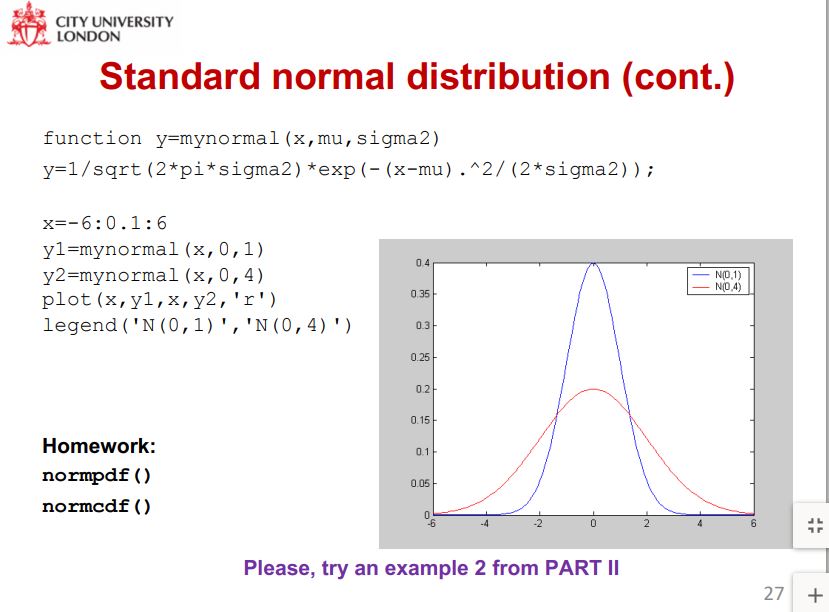 CITY UNIVERSITY
LONDON
Standard normal distribution (cont.)
function y=mynormal(x,mu,sigma2)
y=1/sqrt(2*pi*sigma2)*exp(-(x-mu).^2/(2*sigma2));
x=-6:0.1:6
y1=mynormal(x,0,1)
y2=mynormal(x,0,4)
plot(x,y1,x,y2,'r')
legend('N(0,1)','N(0,4)')
0.4
0.35
0.3
0.25
0.2
0.15
0.1
0.05
0
-6 -4 -2 0 2 4 6
N(0,1)
N(0,4)
Homework:
normpdf()
normcdf()
Please, try an example 2 from PART II
27